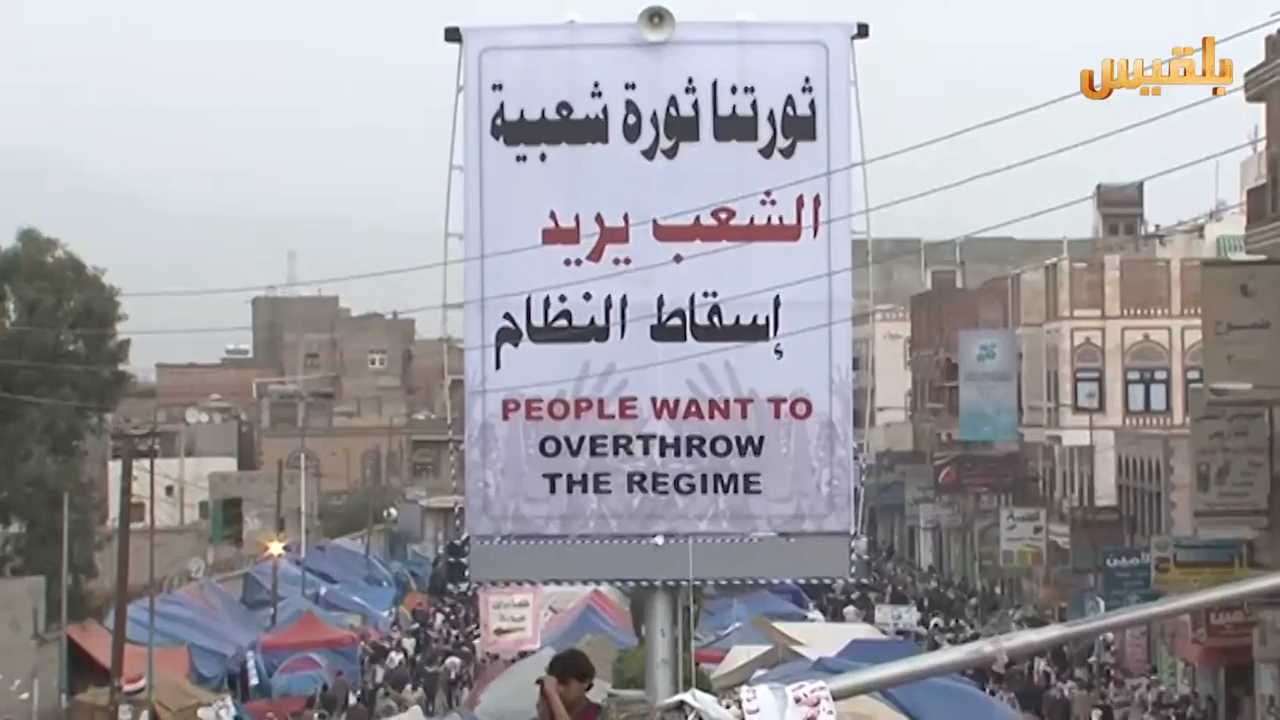 بلقيس
ثورتنا ثورة شعبية
الشعب يريد
إسقاط النظام
PEOPLE WANT TO
OVERTHROW
THE REGIME